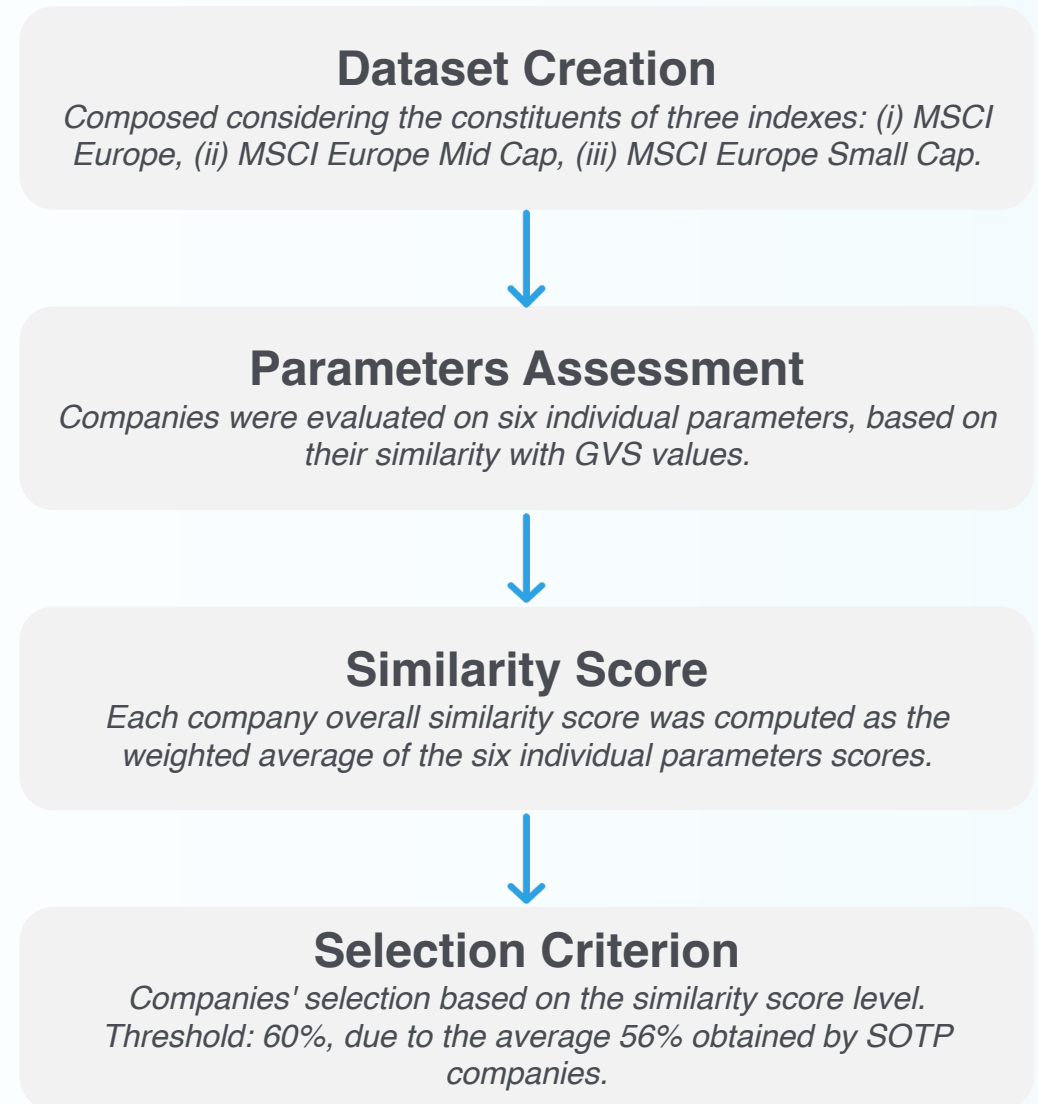 Dataset Creation
Composed considering the constituents of three indexes: (i) MSCI
Europe, (ii) MSCI Europe Mid Cap, (iii) MSCI Europe Small Cap.
Parameters Assessment
Companies were evaluated on six individual parameters, based on
their similarity with GVS values.
Similarity Score
Each company overall similarity score was computed as the
weighted average of the six individual parameters scores.
Selection Criterion
Companies' selection based on the similarity score level.
Threshold: 60%, due to the average 56% obtained by SOTP
companies.